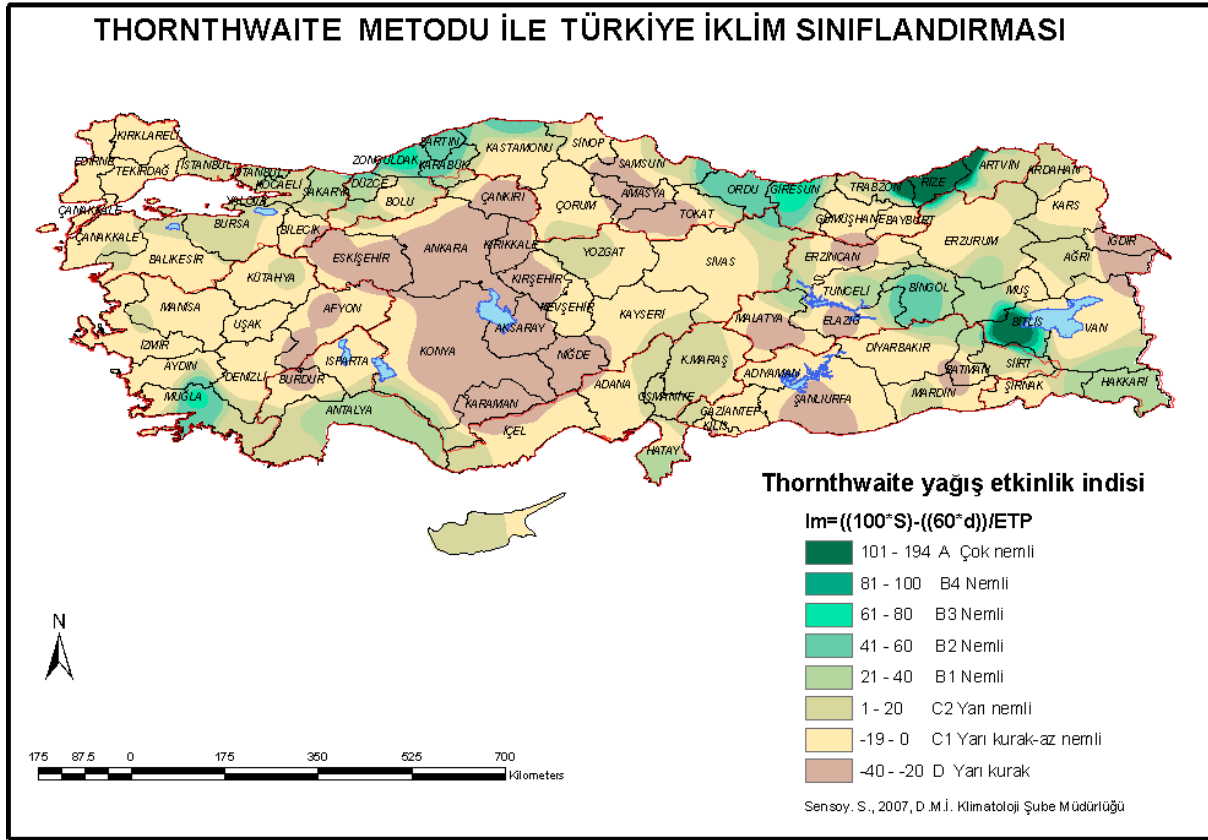 THORNTHWAITE METODU İLE TÜRKİYE İKLİM SINIFLANDIRMASI
KIRKLARELİ
EDİRNE
TEKİRDAĞ
İSTANBUL
İSTANBUL
KOCAELİ
YALOVA
SAKARYA
DÜZCE
ZONGULDAK
BARTIN
KARABÜK
KASTAMONU
SİNOP
SAMSUN
ORDU
GİRESUN
TRABZON
RİZE
ARTVİN
ARDAHAN
KARS
ÇANAKKALE
ÇANAKKALE
BALIKESİR
BURSA
BİLECİK
BOLU
ÇANKIRI
ÇORUM
AMASYA
TOKAT
GÜMÜŞHANE
BAYBURT
ERZURUM
IĞDIR
AĞRI
KÜTAHYA
ESKİŞEHİR
ANKARA
KIRIKKALE
KIRŞEHİR
YOZGAT
SİVAS
ERZİNCAN
TUNCELİ
BİNGÖL
MUŞ
BİTLİS
VAN
MANİSA
UŞAK
AFYON
KONYA
AKSARAY
NEVŞEHİR
KAYSERİ
MALATYA
ELAZIĞ
DİYARBAKIR
İZMİR
AYDIN
DENİZLİ
BURDUR
ISPARTA
NİĞDE
ADANA
K.MARAŞ
ADIYAMAN
BATMAN
SİİRT
ŞIRNAK
HAKKARİ
MUĞLA
ANTALYA
KARAMAN
İÇEL
OSMANİYE
GAZİANTEP
KİLİS
ŞANLIURFA
MARDİN
HATAY
Thornthwaite yağış etkinlik indisi
Im=((100*S)-((60*d))/ETP
101 - 194 A Çok nemli
81 - 100 B4 Nemli
61 - 80 B3 Nemli
41 - 60 B2 Nemli
21 - 40 B1 Nemli
1 - 20 C2 Yarı nemli
-19 - 0 C1 Yarı kurak-az nemli
-40 - -20 D Yarı kurak
N
175 87.5 0 175 350 525 700
Kilometers
Sensoy. S., 2007, D.M.İ. Klimatoloji Şube Müdürlüğü